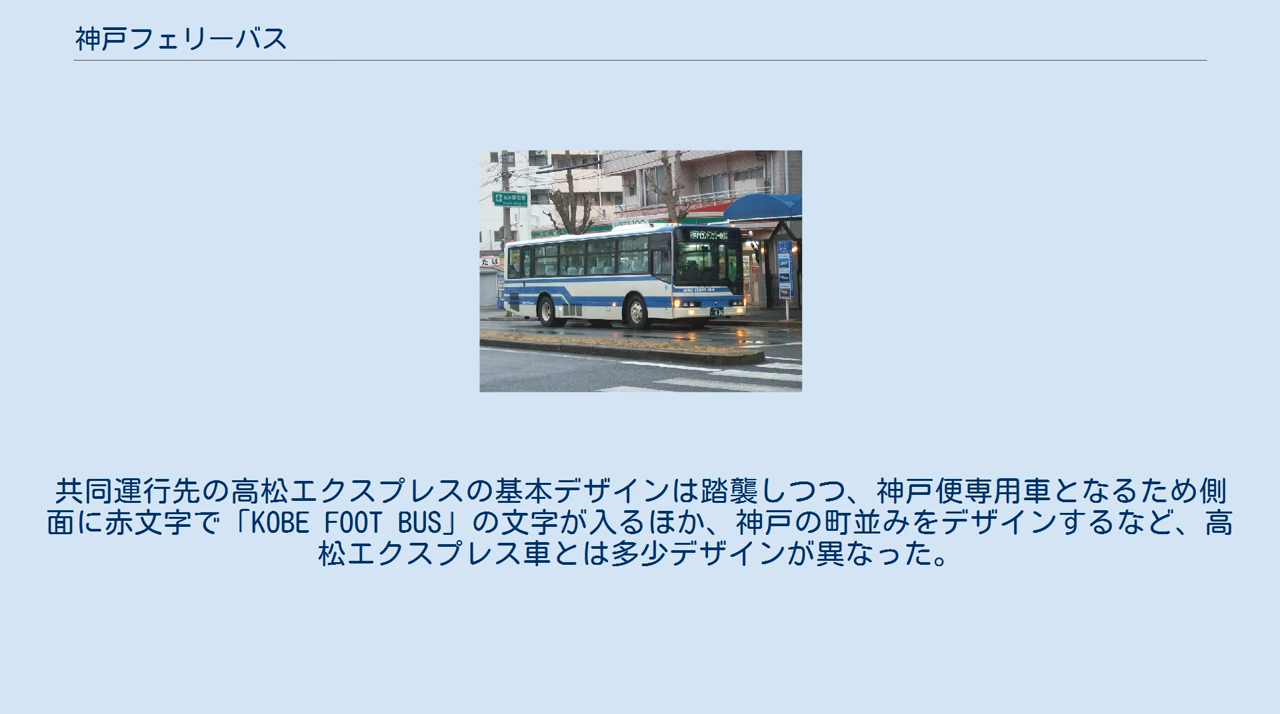 神戸フェリーバス
たば
KOBE FERRY BUS
共同運行先の高松エクスプレスの基本デザインは踏襲しつつ、神戸便専用車となるため側
面に赤文字で「KOBE FOOT BUS」の文字が入るほか、神戸の町並みをデザインするなど、高
松エクスプレス車とは多少デザインが異なった。